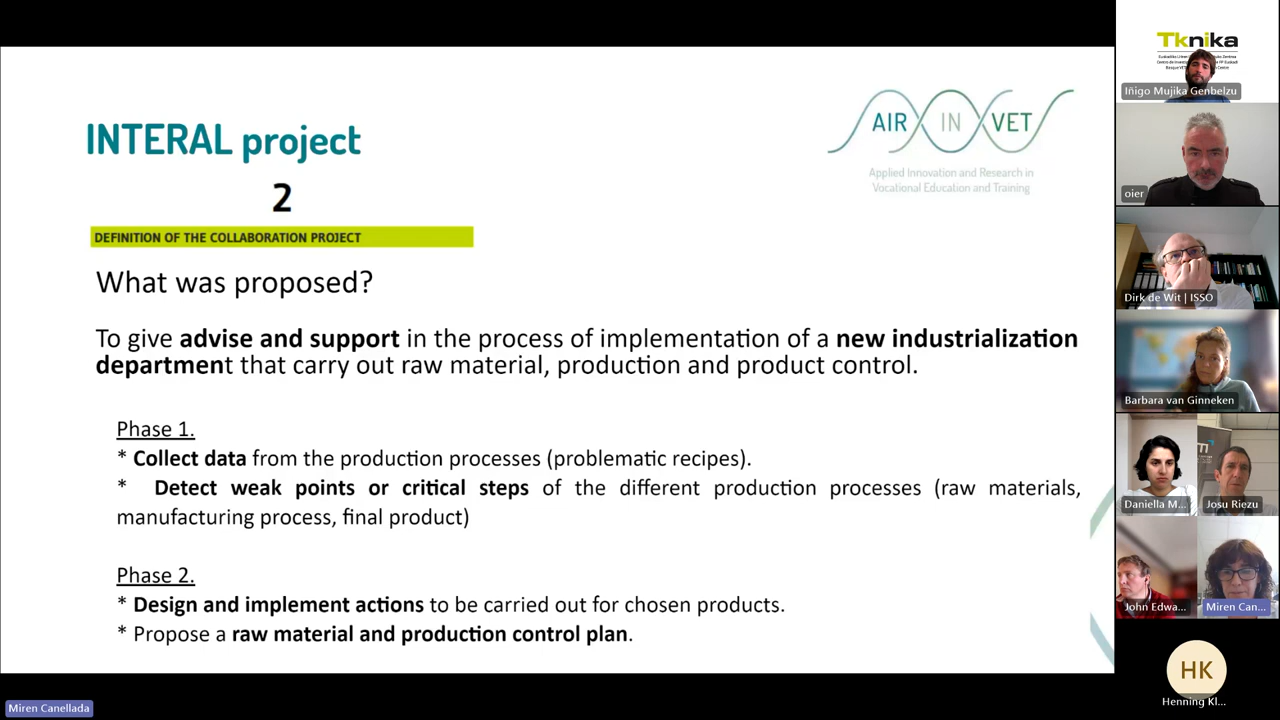 INTERAL project
AIR IN VET
Applied Innovation and Research in
Vocational Education and Training
2
DEFINITION OF THE COLLABORATION PROJECT
What was proposed?
To give advise and support in the process of implementation of a new industrialization
department that carry out raw material, production and product control.
Phase 1.
* Collect data from the production processes (problematic recipes).
* Detect weak points or critical steps of the different production processes (raw materials,
manufacturing process, final product)
Phase 2.
* Design and implement actions to be carried out for chosen products.
* Propose a raw material and production control plan.
Miren Canellada
Tknika
Iñigo Mujika Genbelzu
oier
Dirk de Wit | ISSO
Barbara van Ginneken
Daniella M...
Josu Riezu
John Edwa...
Miren Can...
HK
Henning Kl...